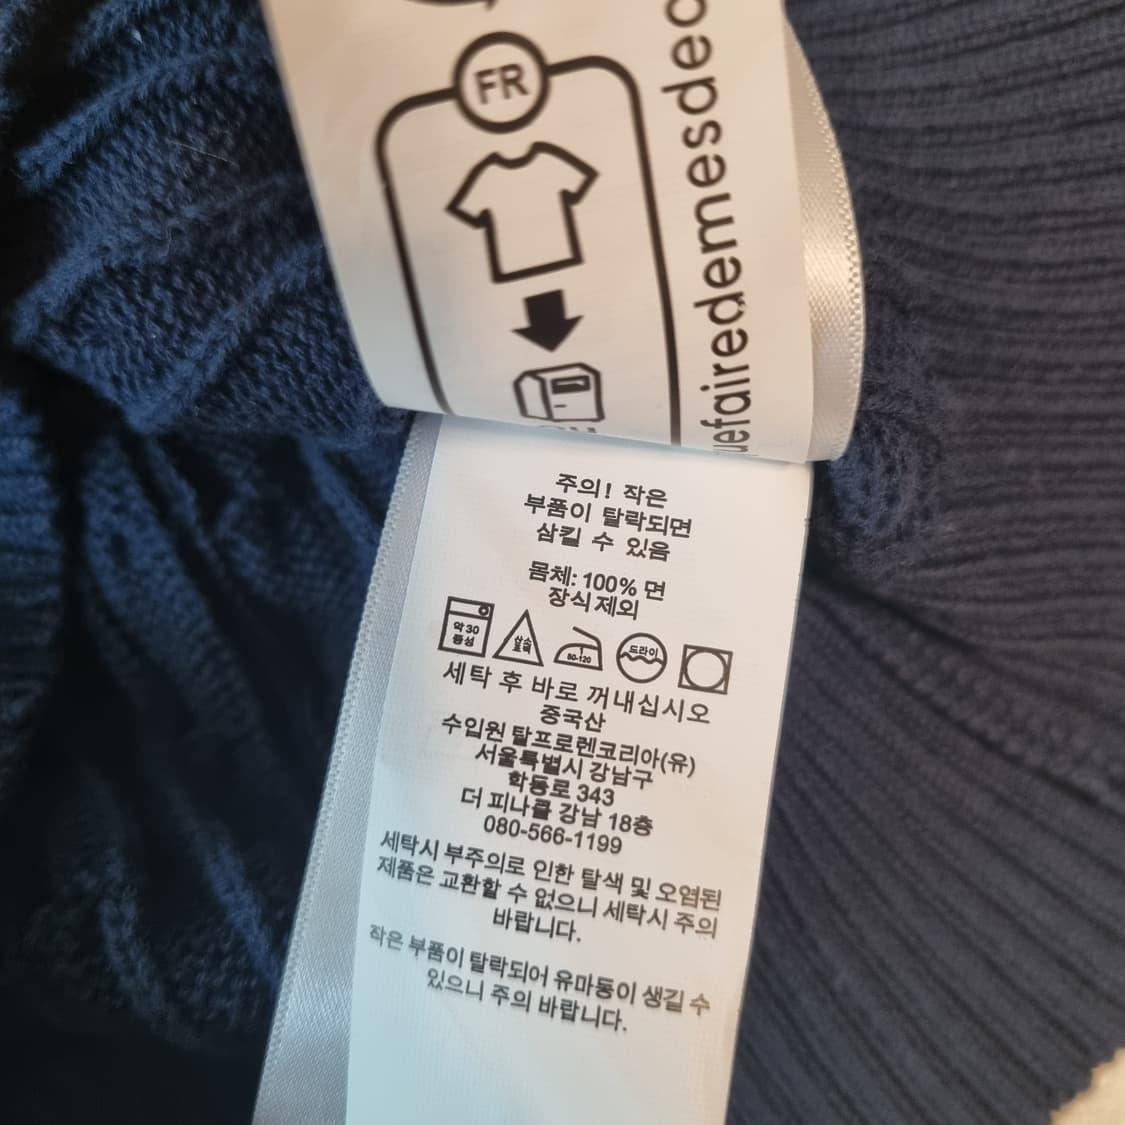 FR
주의! 작은
부품이 탈락되면
삼킬 수 있음
몸체: 100% 면
장식제외
약 30
중성
산소
표백
80-120
드라이
세탁 후 바로 꺼내십시오
중국산
수입원 랄프로렌코리아(유)
서울특별시 강남구
학동로 343
더 피나클 강남 18층
080-566-1199
세탁시 부주의로 인한 탈색 및 오염된
제품은 교환할 수 없으니 세탁시 주의
바랍니다.
작은 부품이 탈락되어 유마동이 생길 수
있으니 주의 바랍니다.
uefairedemesdec